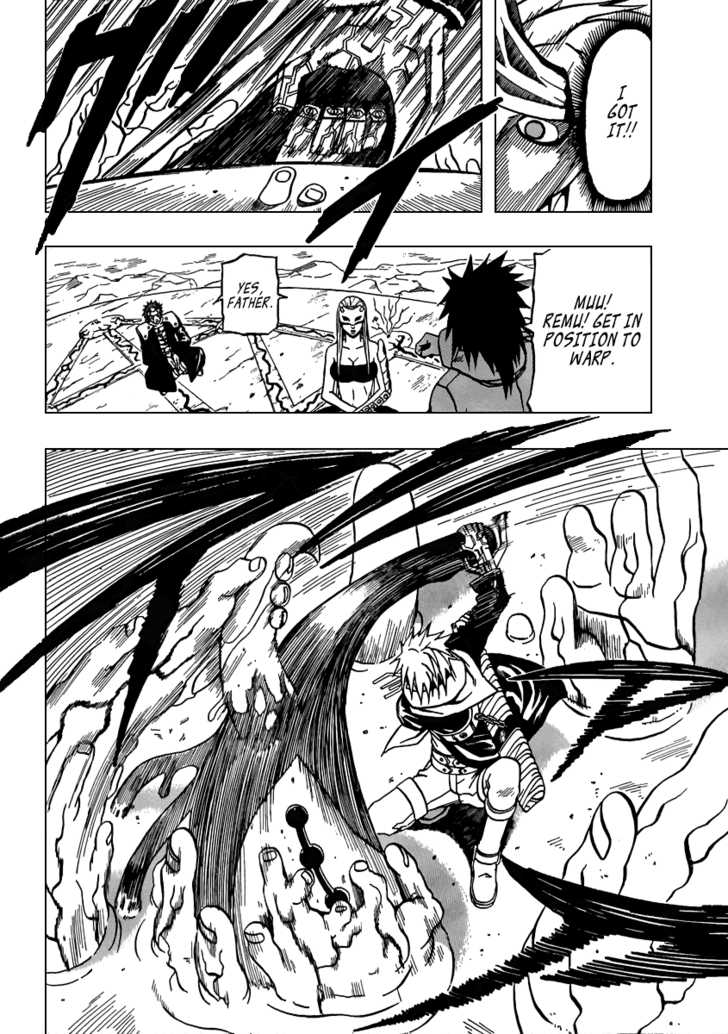 I
GOT
IT!!
MUU!
REMU! GET IN
POSITION TO
WARP.
YES,
FATHER.